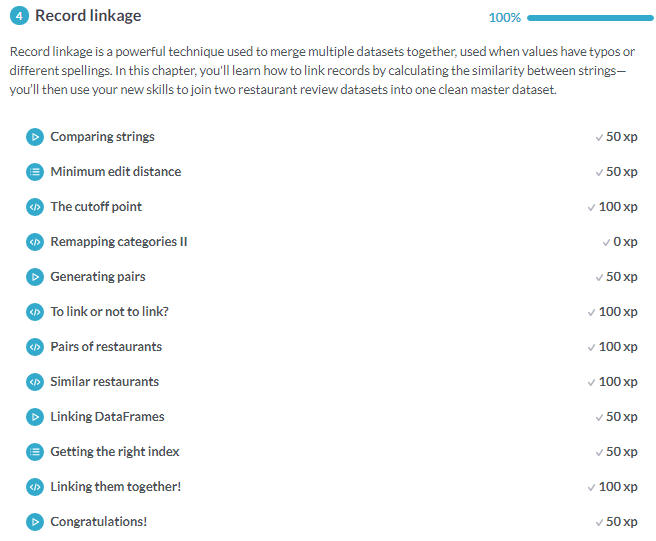 4 Record linkage 100%
Record linkage is a powerful technique used to merge multiple datasets together, used when values have typos or
different spellings. In this chapter, you'll learn how to link records by calculating the similarity between strings—
you'll then use your new skills to join two restaurant review datasets into one clean master dataset.
Comparing strings 50 xp
Minimum edit distance 50 xp
The cutoff point 100 xp
Remapping categories II 0 xp
Generating pairs 50 xp
To link or not to link? 100 xp
Pairs of restaurants 100 xp
Similar restaurants 100 xp
Linking DataFrames 50 xp
Getting the right index 50 xp
Linking them together! 100 xp
Congratulations! 50 xp